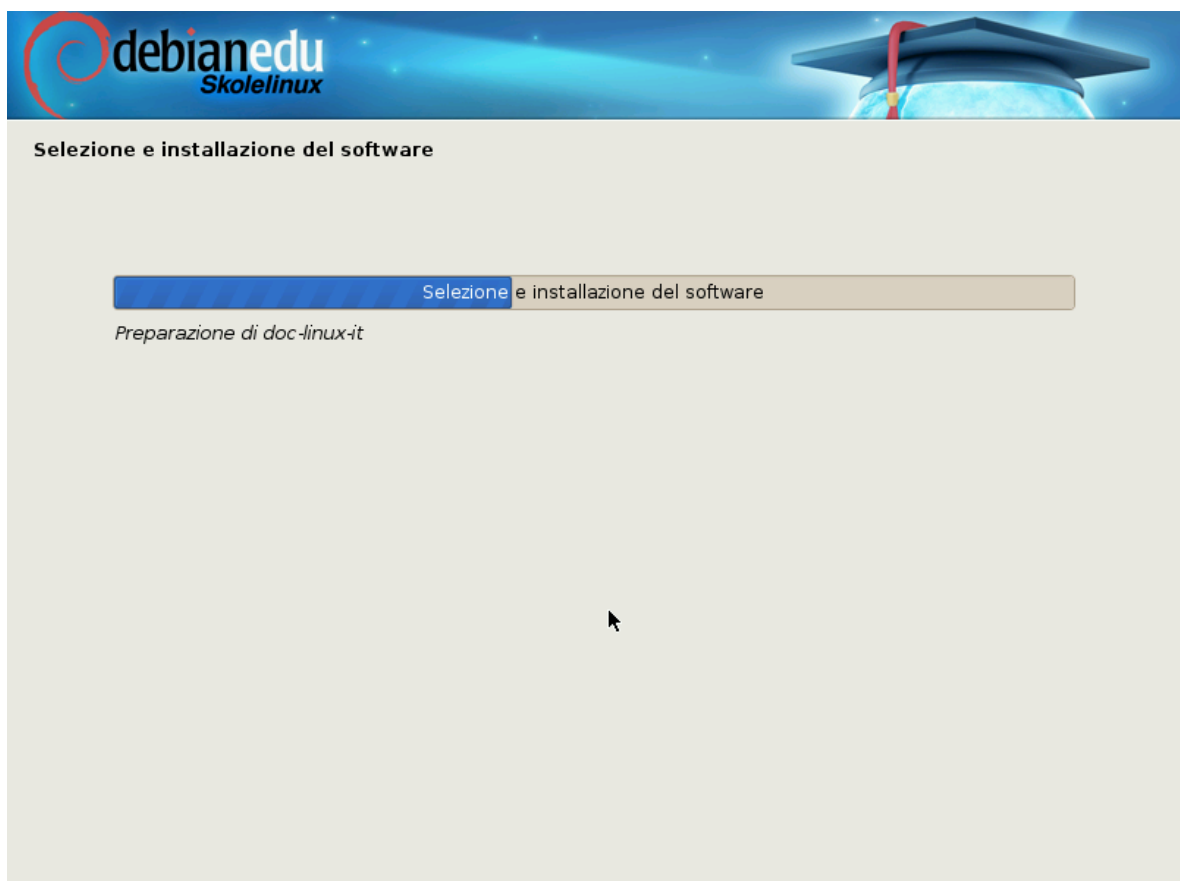 debianedu
Skolelinux
Selezione e installazione del software
Selezione e installazione del software
Preparazione di doc-linux-it